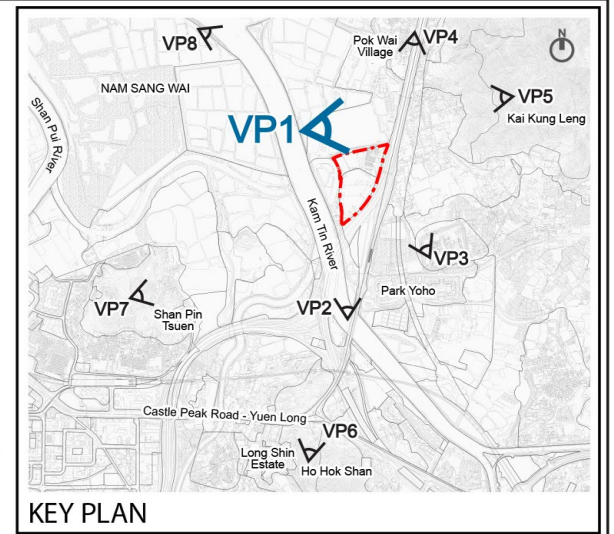 N
VP8
Pok Wai
Village
VP4
NAM SANG WAI
VP5
Kai Kung Leng
VP1
Shan Pui River
Kam Tin River
VP3
Park Yoho
VP7
Shan Pin
Tsuen
VP2
Castle Peak Road - Yuen Long
VP6
Long Shin
Estate
Ho Hok Shan
KEY PLAN